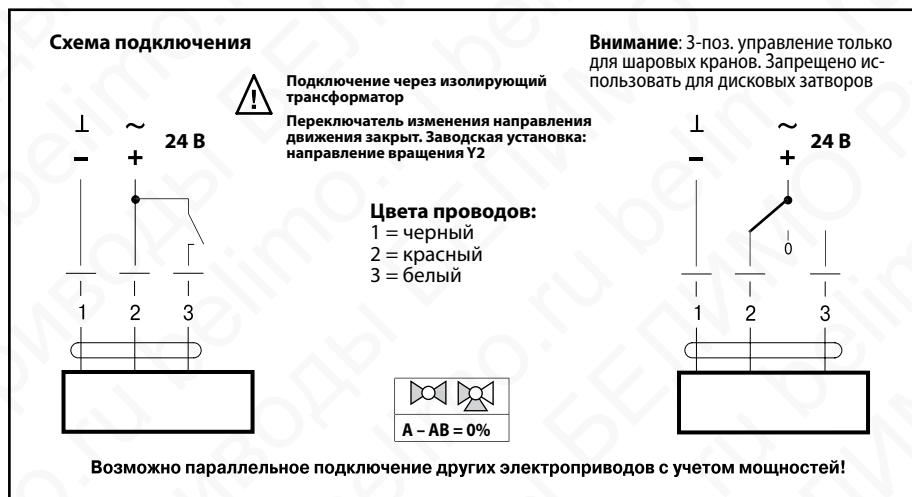 Схема подключения
Внимание: 3-поз. управление только
для шаровых кранов. Запрещено ис-
пользовать для дисковых затворов
Подключение через изолирующий
трансформатор
Переключатель изменения направления
движения закрыт. Заводская установка:
направление вращения Y2
⊥ ~
− + 24 В
1 2 3
Цвета проводов:
1 = черный
2 = красный
3 = белый
⊥ ~
− + 24 В
0
1 2 3
A – AB = 0%
Возможно параллельное подключение других электроприводов с учетом мощностей!